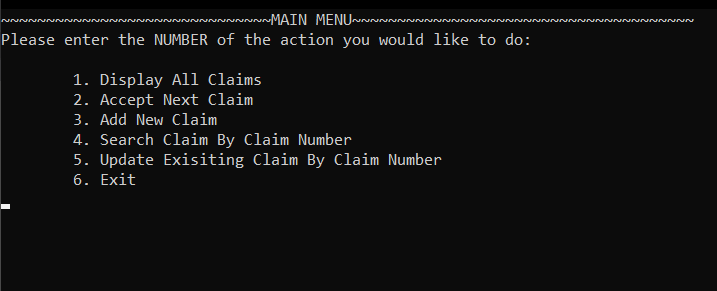 ~~~~~~~~~~~~~~~~~~~~~~~~~~~~~~MAIN MENU~~~~~~~~~~~~~~~~~~~~~~~~~~~~~~~~~~~~~~
Please enter the NUMBER of the action you would like to do:
1. Display All Claims
2. Accept Next Claim
3. Add New Claim
4. Search Claim By Claim Number
5. Update Exisiting Claim By Claim Number
6. Exit